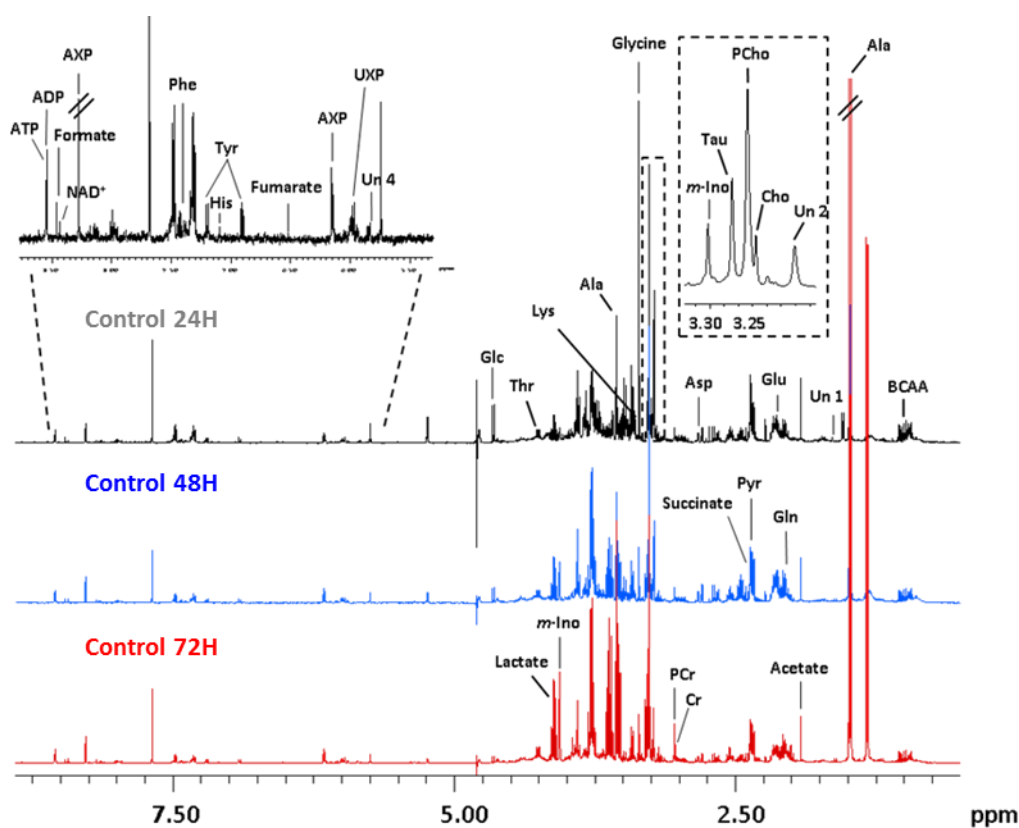 AXP
ADP
ATP
Formate
NAD⁺
Phe
Tyr
His
Fumarate
AXP
UXP
Un 4
Glycine
PCho
Tau
m-Ino
Cho
Un 2
3.30 3.25
Ala
Control 24H
Ala
Lys
Glc
Thr
Asp
Glu
Un 1
BCAA
Control 48H
Succinate
Pyr
Gln
Control 72H
m-Ino
Lactate
PCr
Cr
Acetate
7.50 5.00 2.50 ppm